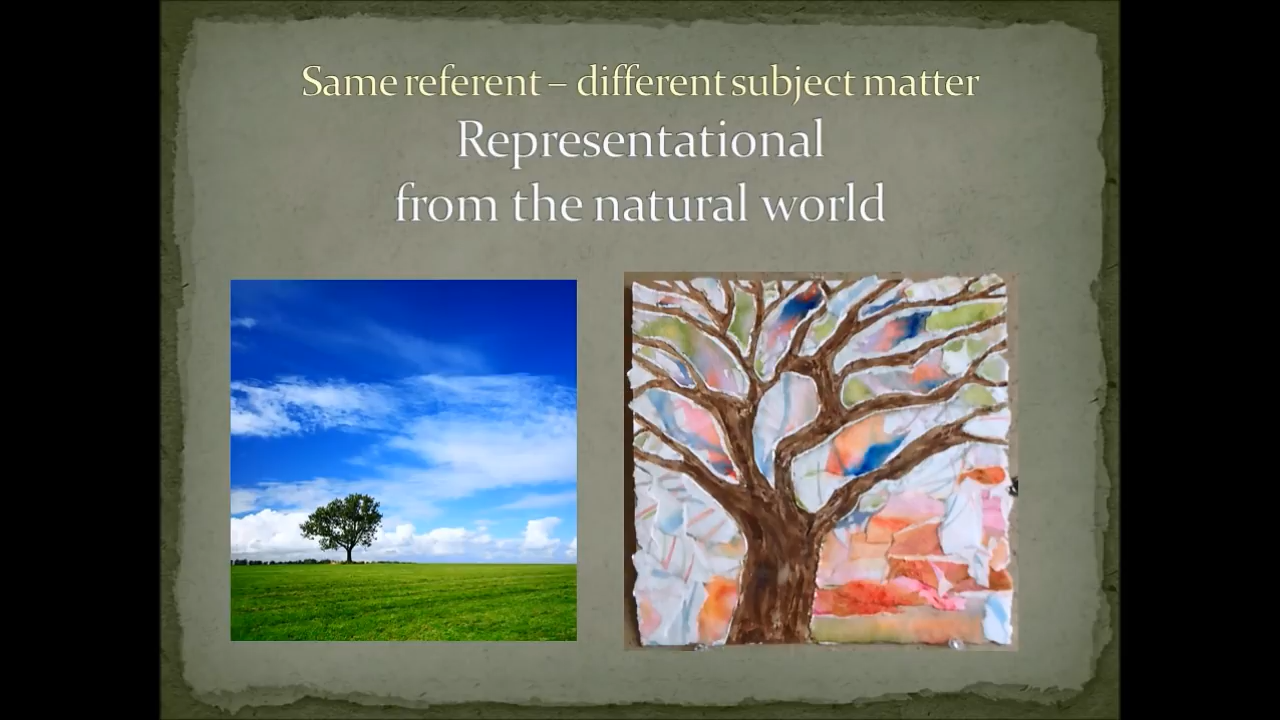 Same referent – different subject matter
Representational
from the natural world